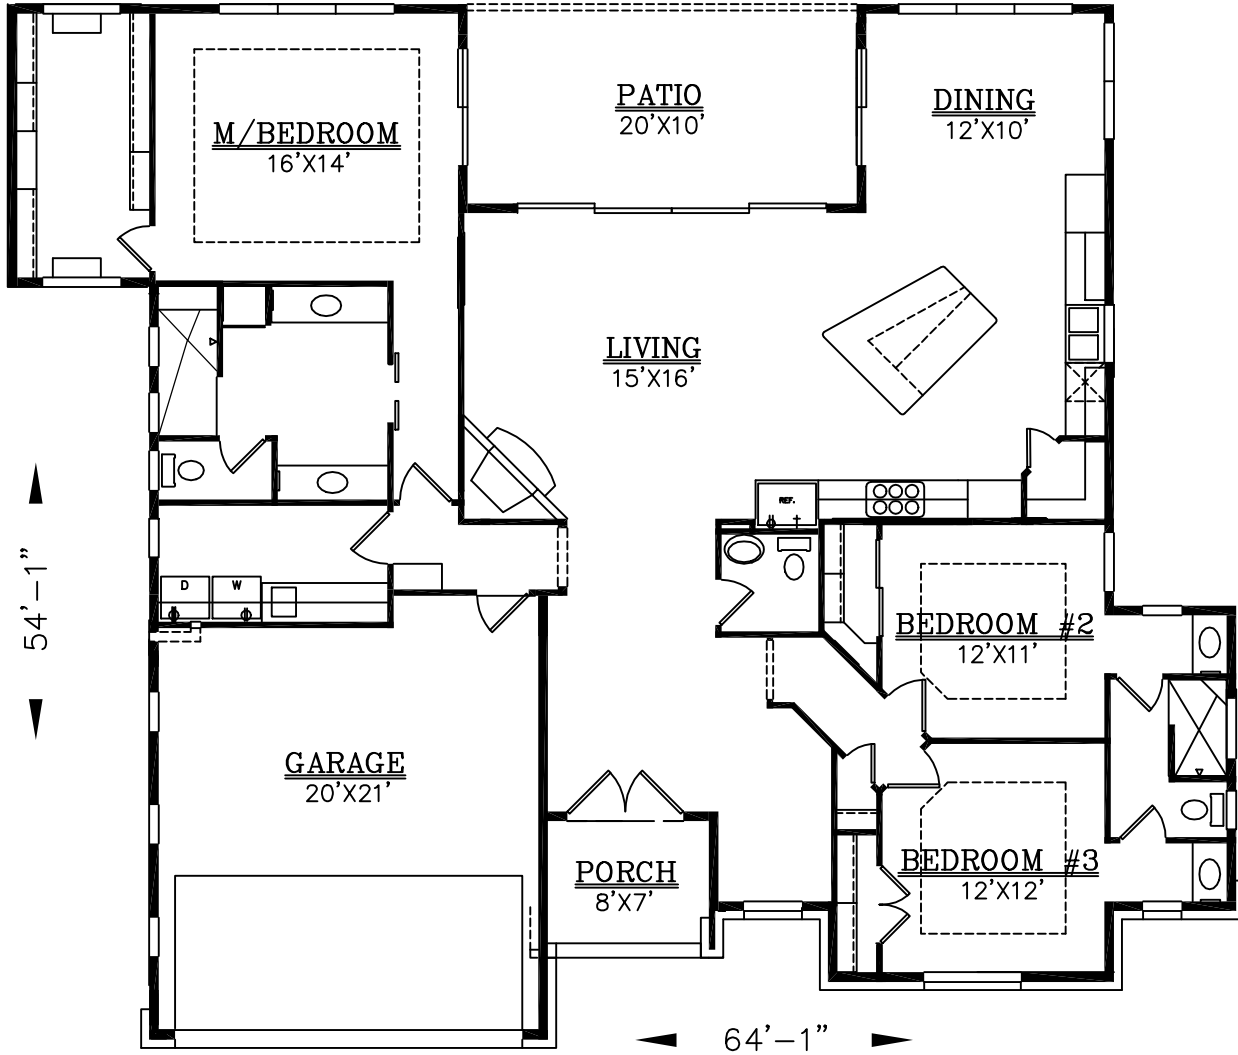 PATIO
20'X10'
DINING
12'X10'
M/BEDROOM
16'X14'
LIVING
15'X16'
REF.
D
W
54'-1"
BEDROOM #2
12'X11'
GARAGE
20'X21'
PORCH
8'X7'
BEDROOM #3
12'X12'
64'-1"